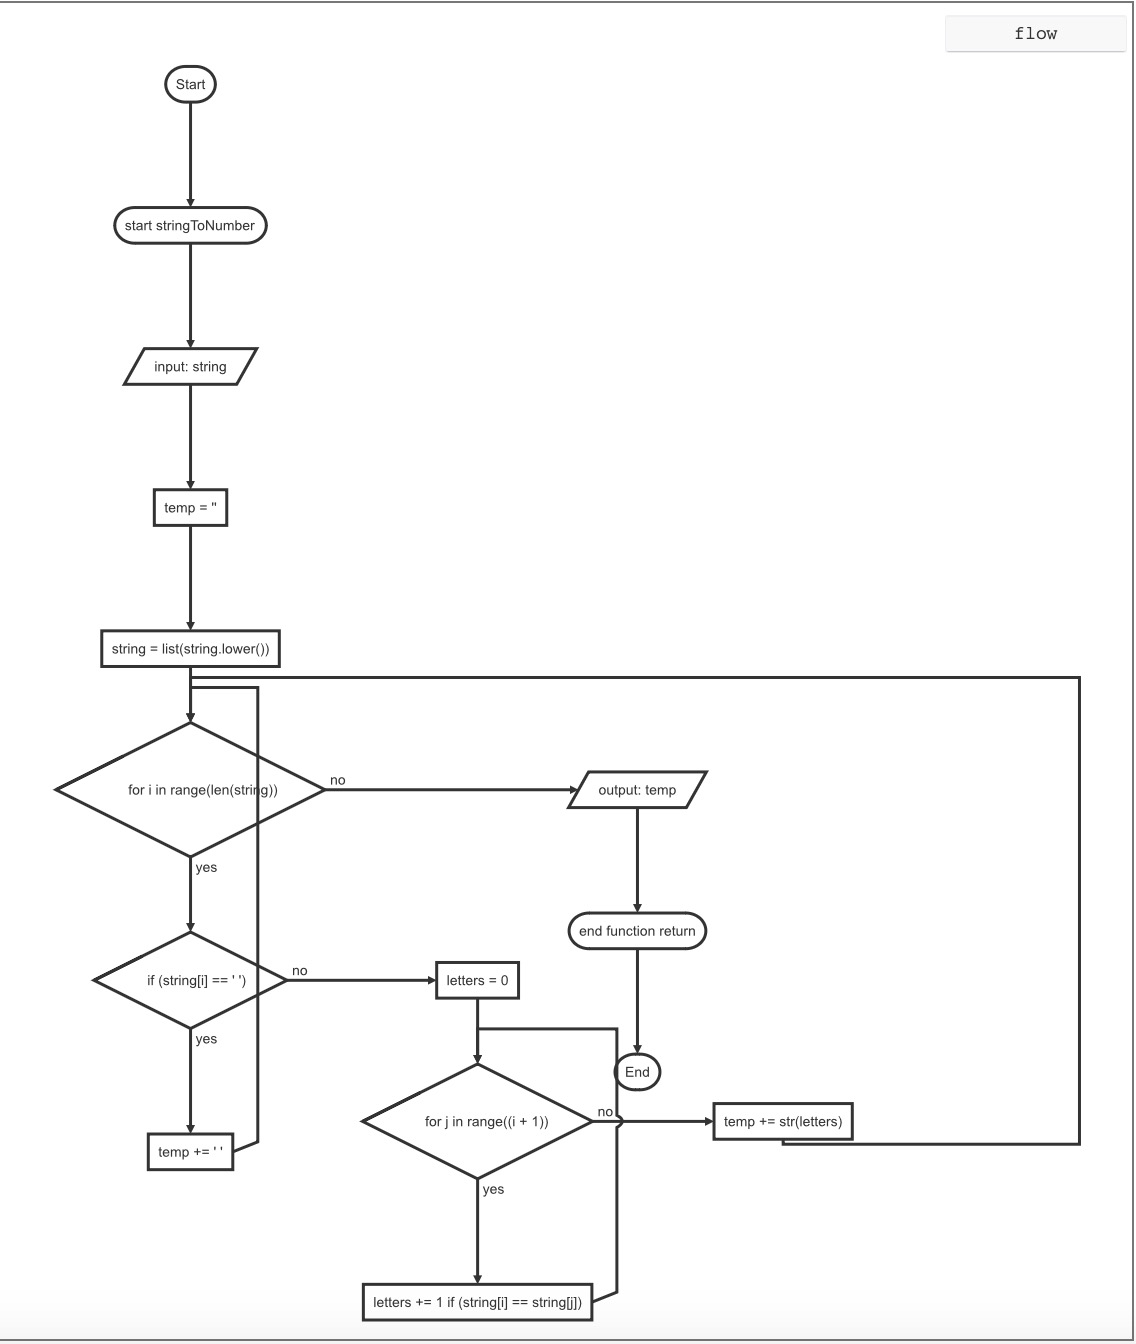 flow
Start
start stringToNumber
input: string
temp = ''
string = list(string.lower())
for i in range(len(string))
no
output: temp
yes
end function return
if (string[i] == ' ')
no
letters = 0
yes
End
for j in range((i + 1))
no
temp += str(letters)
temp += ' '
yes
letters += 1 if (string[i] == string[j])